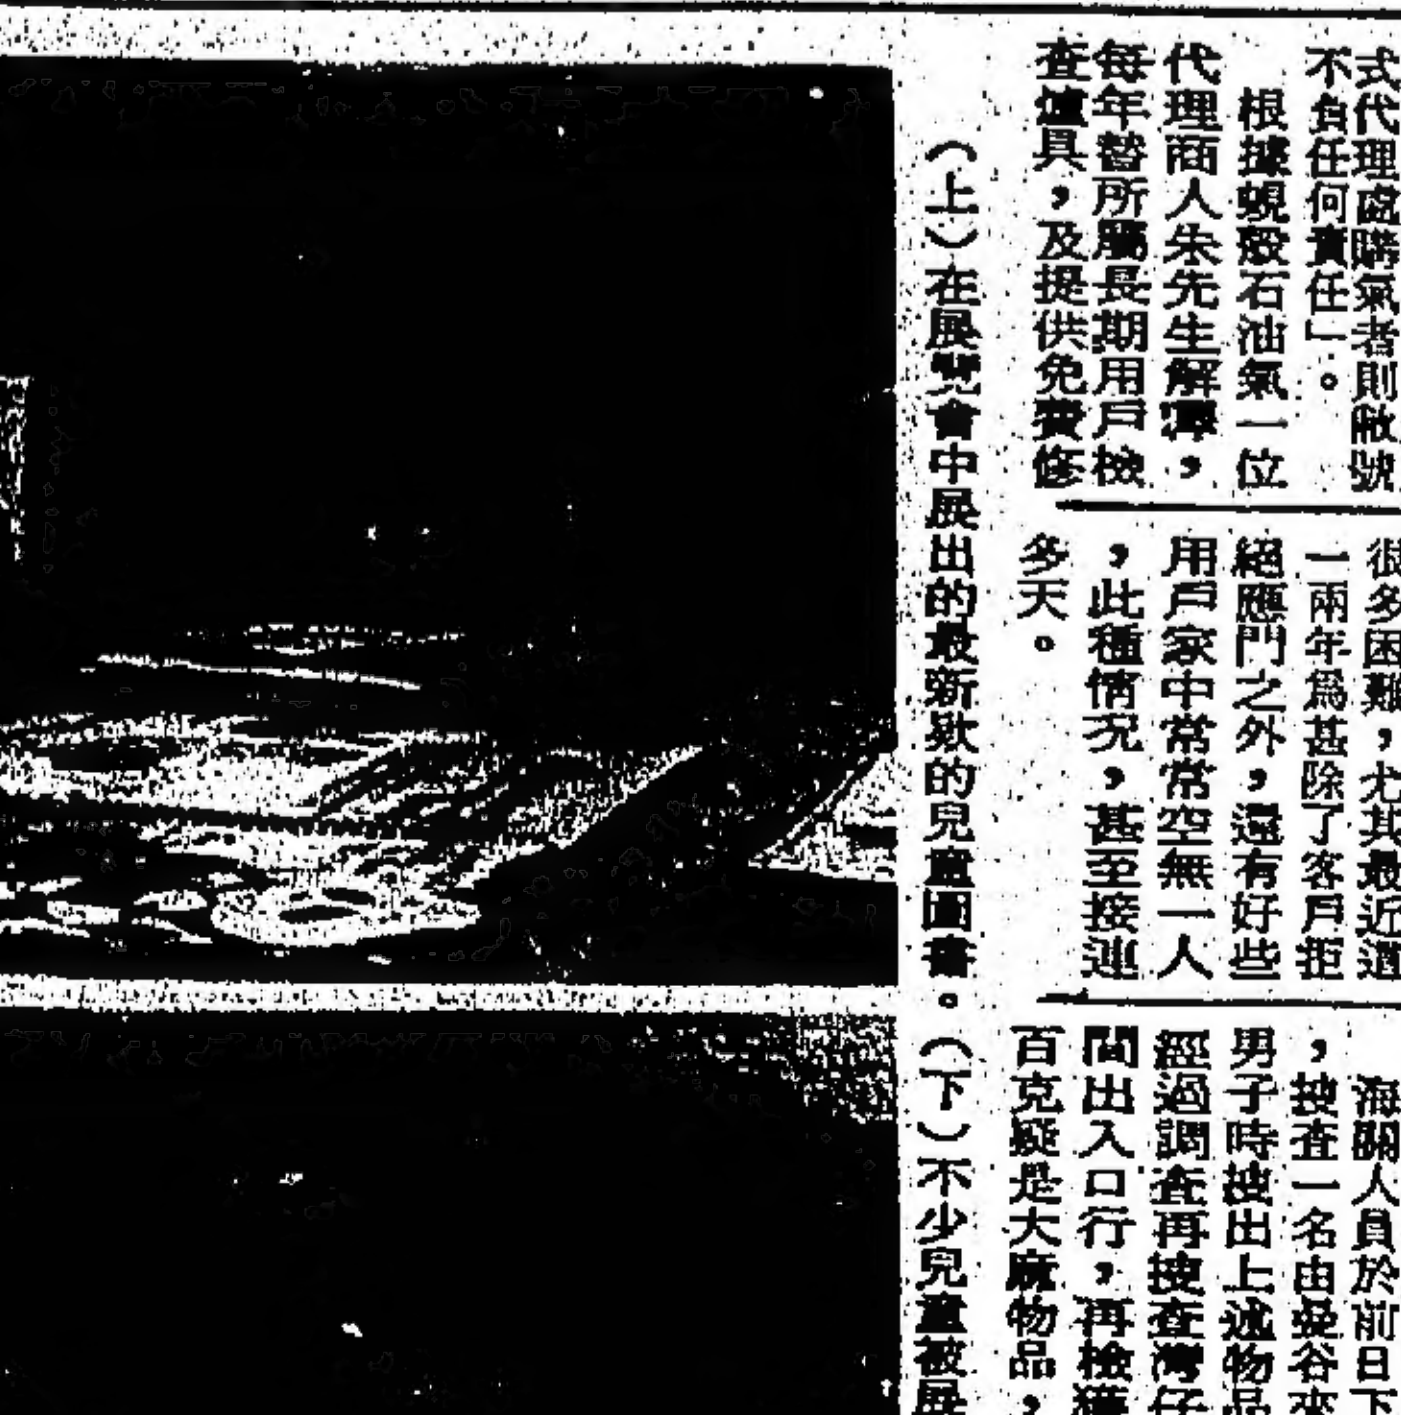 式代理處購氣者則敝號
不負任何責任」。
根據蜆殼石油氣一位
代理商人朱先生解釋,
每年替所屬長期用戶檢
查爐具,及提供免費修
很多困難,尤其最近這
一兩年爲甚除了客戶拒
絕應門之外,還有好些
用戶家中常常空無一人
,此種情況,甚至接連
多天。
海關人員於前日下
,搜查一名由曼谷來
男子時搜出上述物品
經過調查再搜查灣仔
間出入口行,再檢獲
百克疑是大麻物品,
(上)在展覽會中展出的最新欵的兒童圖書。(下)不少兒童被展